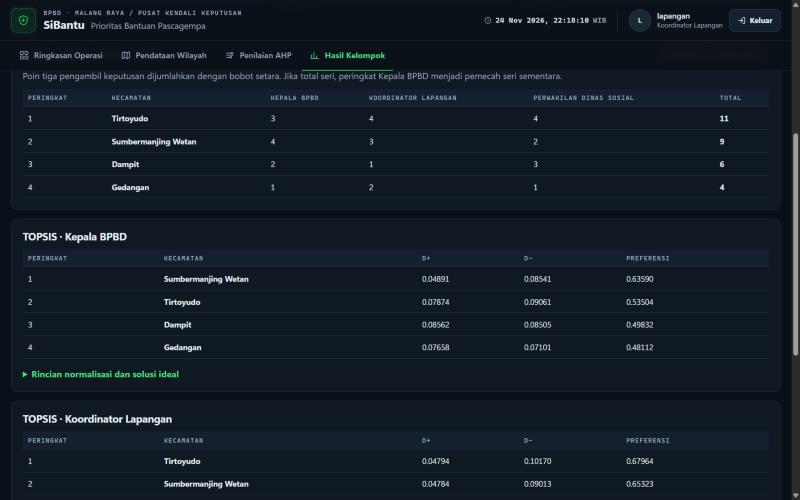 BPBD · MALANG RAYA / PUSAT KENDALI KEPUTUSAN
SiBantu Prioritas Bantuan Pascagempa
24 Nov 2026, 22:18:10 WIB
L
lapangan
Koordinator Lapangan
Keluar
Ringkasan Operasi
Pendataan Wilayah
Penilaian AHP
Hasil Kelompok
Poin tiga pengambil keputusan dijumlahkan dengan bobot setara. Jika total seri, peringkat Kepala BPBD menjadi pemecah seri sementara.
PERINGKAT KECAMATAN KEPALA BPBD KOORDINATOR LAPANGAN PERWAKILAN DINAS SOSIAL TOTAL
1 Tirtoyudo 3 4 4 11
2 Sumbermanjing Wetan 4 3 2 9
3 Dampit 2 1 3 6
4 Gedangan 1 2 1 4
TOPSIS · Kepala BPBD
PERINGKAT KECAMATAN D+ D− PREFERENSI
1 Sumbermanjing Wetan 0.04891 0.08541 0.63590
2 Tirtoyudo 0.07874 0.09061 0.53504
3 Dampit 0.08562 0.08505 0.49832
4 Gedangan 0.07658 0.07101 0.48112
Rincian normalisasi dan solusi ideal
TOPSIS · Koordinator Lapangan
PERINGKAT KECAMATAN D+ D− PREFERENSI
1 Tirtoyudo 0.04794 0.10170 0.67964
2 Sumbermanjing Wetan 0.04784 0.09013 0.65323